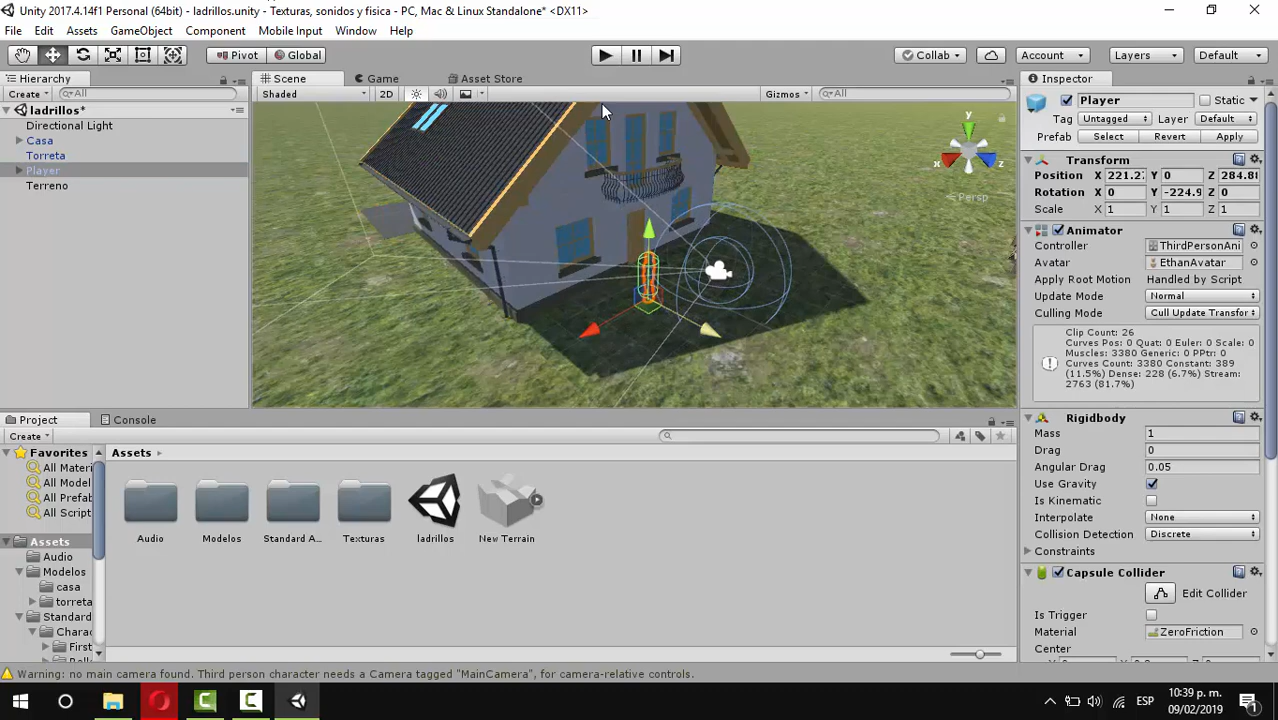 Unity 2017.4.14f1 Personal (64bit) - ladrillos.unity - Texturas, sonidos y fisica - PC, Mac & Linux Standalone* <DX11>
File Edit Assets GameObject Component Mobile Input Window Help
Pivot Global Collab Account Layers Default
Hierarchy Scene Game Asset Store Inspector
Create All Shaded 2D Gizmos All Player Static
ladrillos*
Directional Light
Casa
Torreta
Player
Terreno
y
x
z
Persp
Tag Untagged Layer Default
Prefab Select Revert Apply
Transform
Position X 221.2 Y 0 Z 284.8
Rotation X 0 Y -224.9 Z 0
Scale X 1 Y 1 Z 1
Animator
Controller ThirdPersonAni
Avatar EthanAvatar
Apply Root Motion Handled by Script
Update Mode Normal
Culling Mode Cull Update Transfor
Clip Count: 26
Curves Pos: 0 Quat: 0 Euler: 0 Scale: 0
Muscles: 3380 Generic: 0 PPtr: 0
Curves Count: 3380 Constant: 389
(11.5%) Dense: 228 (6.7%) Stream:
2763 (81.7%)
Rigidbody
Mass 1
Drag 0
Angular Drag 0.05
Use Gravity
Is Kinematic
Interpolate None
Collision Detection Discrete
Constraints
Capsule Collider
Edit Collider
Is Trigger
Material ZeroFriction
Center
Project Console
Create
Favorites
All Materi
All Model
All Prefab
All Script
Assets
Audio
Modelos
casa
torreta
Standard
Charac
First
Assets
Audio Modelos Standard A... Texturas ladrillos New Terrain
Warning: no main camera found. Third person character needs a Camera tagged "MainCamera", for camera-relative controls.
ESP
10:39 p. m.
09/02/2019
1